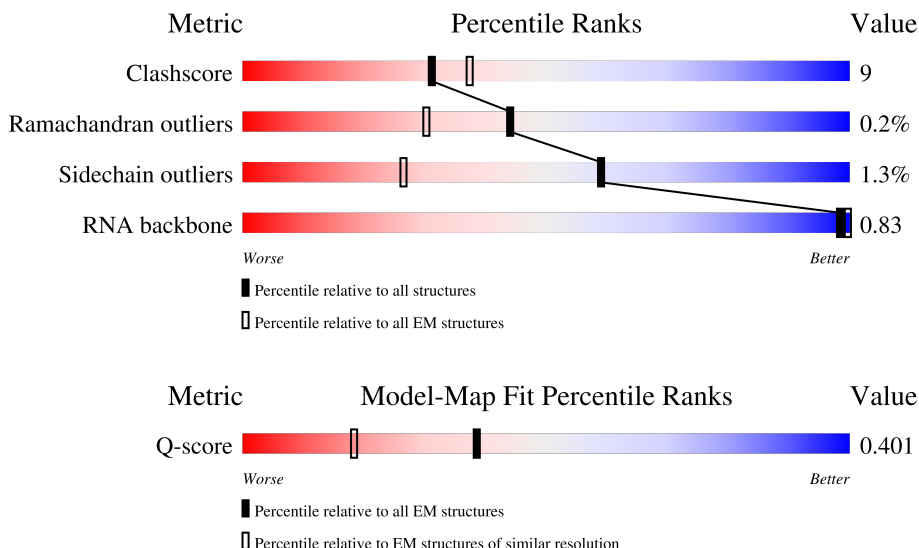 Metric Percentile Ranks Value
Clashscore 9
Ramachandran outliers 0.2%
Sidechain outliers 1.3%
RNA backbone 0.83
Worse Better
Percentile relative to all structures
Percentile relative to all EM structures
Metric Model-Map Fit Percentile Ranks Value
Q-score 0.401
Worse Better
Percentile relative to all EM structures
Percentile relative to EM structures of similar resolution